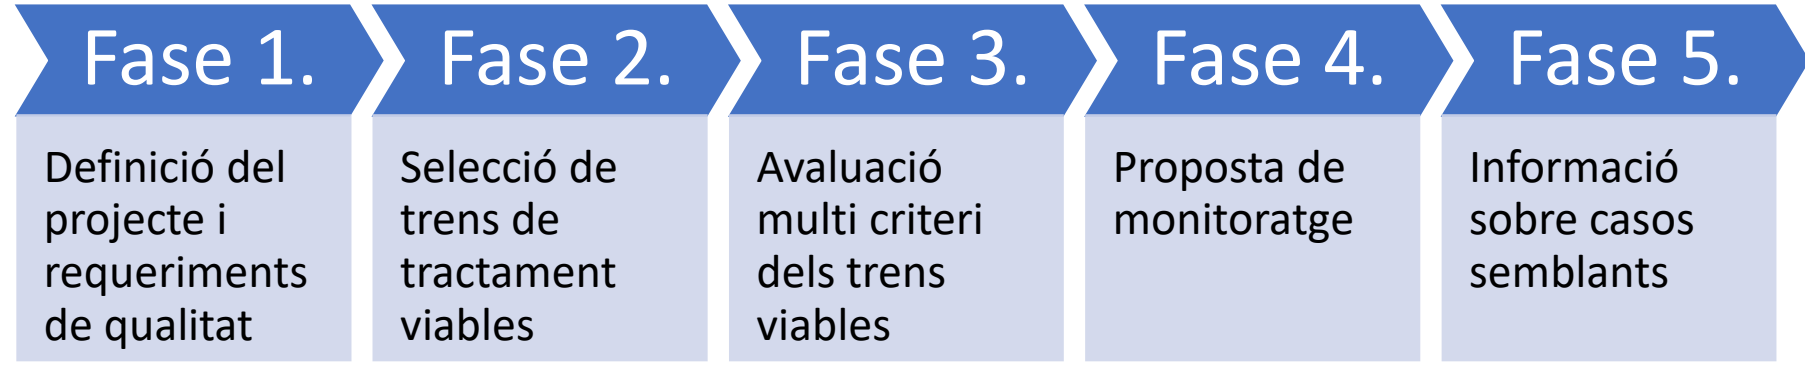 Fase 1.
Definició del
projecte i
requeriments
de qualitat
Fase 2.
Selecció de
trens de
tractament
viables
Fase 3.
Avaluació
multi criteri
dels trens
viables
Fase 4.
Proposta de
monitoratge
Fase 5.
Informació
sobre casos
semblants